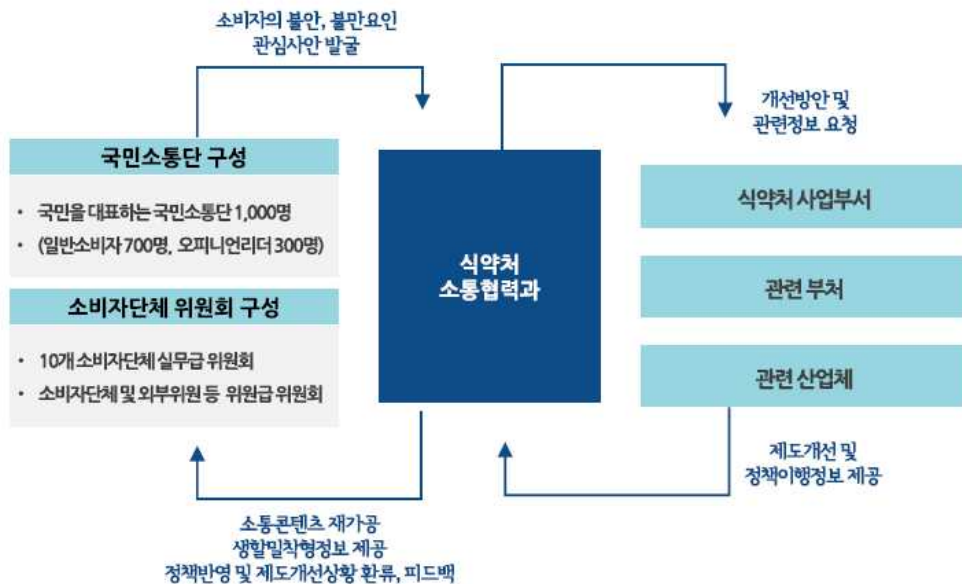 소비자의 불안, 불만요인
관심사안 발굴
개선방안 및
관련정보 요청
국민소통단 구성
• 국민을 대표하는 국민소통단 1,000명
• (일반소비자 700명, 오피니언리더 300명)
소비자단체 위원회 구성
• 10개 소비자단체 실무급 위원회
• 소비자단체 및 외부위원 등 위원급 위원회
식약처
소통협력과
식약처 사업부서
관련 부처
관련 산업체
제도개선 및
정책이행정보 제공
소통콘텐츠 재가공
생활밀착형정보 제공
정책반영 및 제도개선상황 환류, 피드백